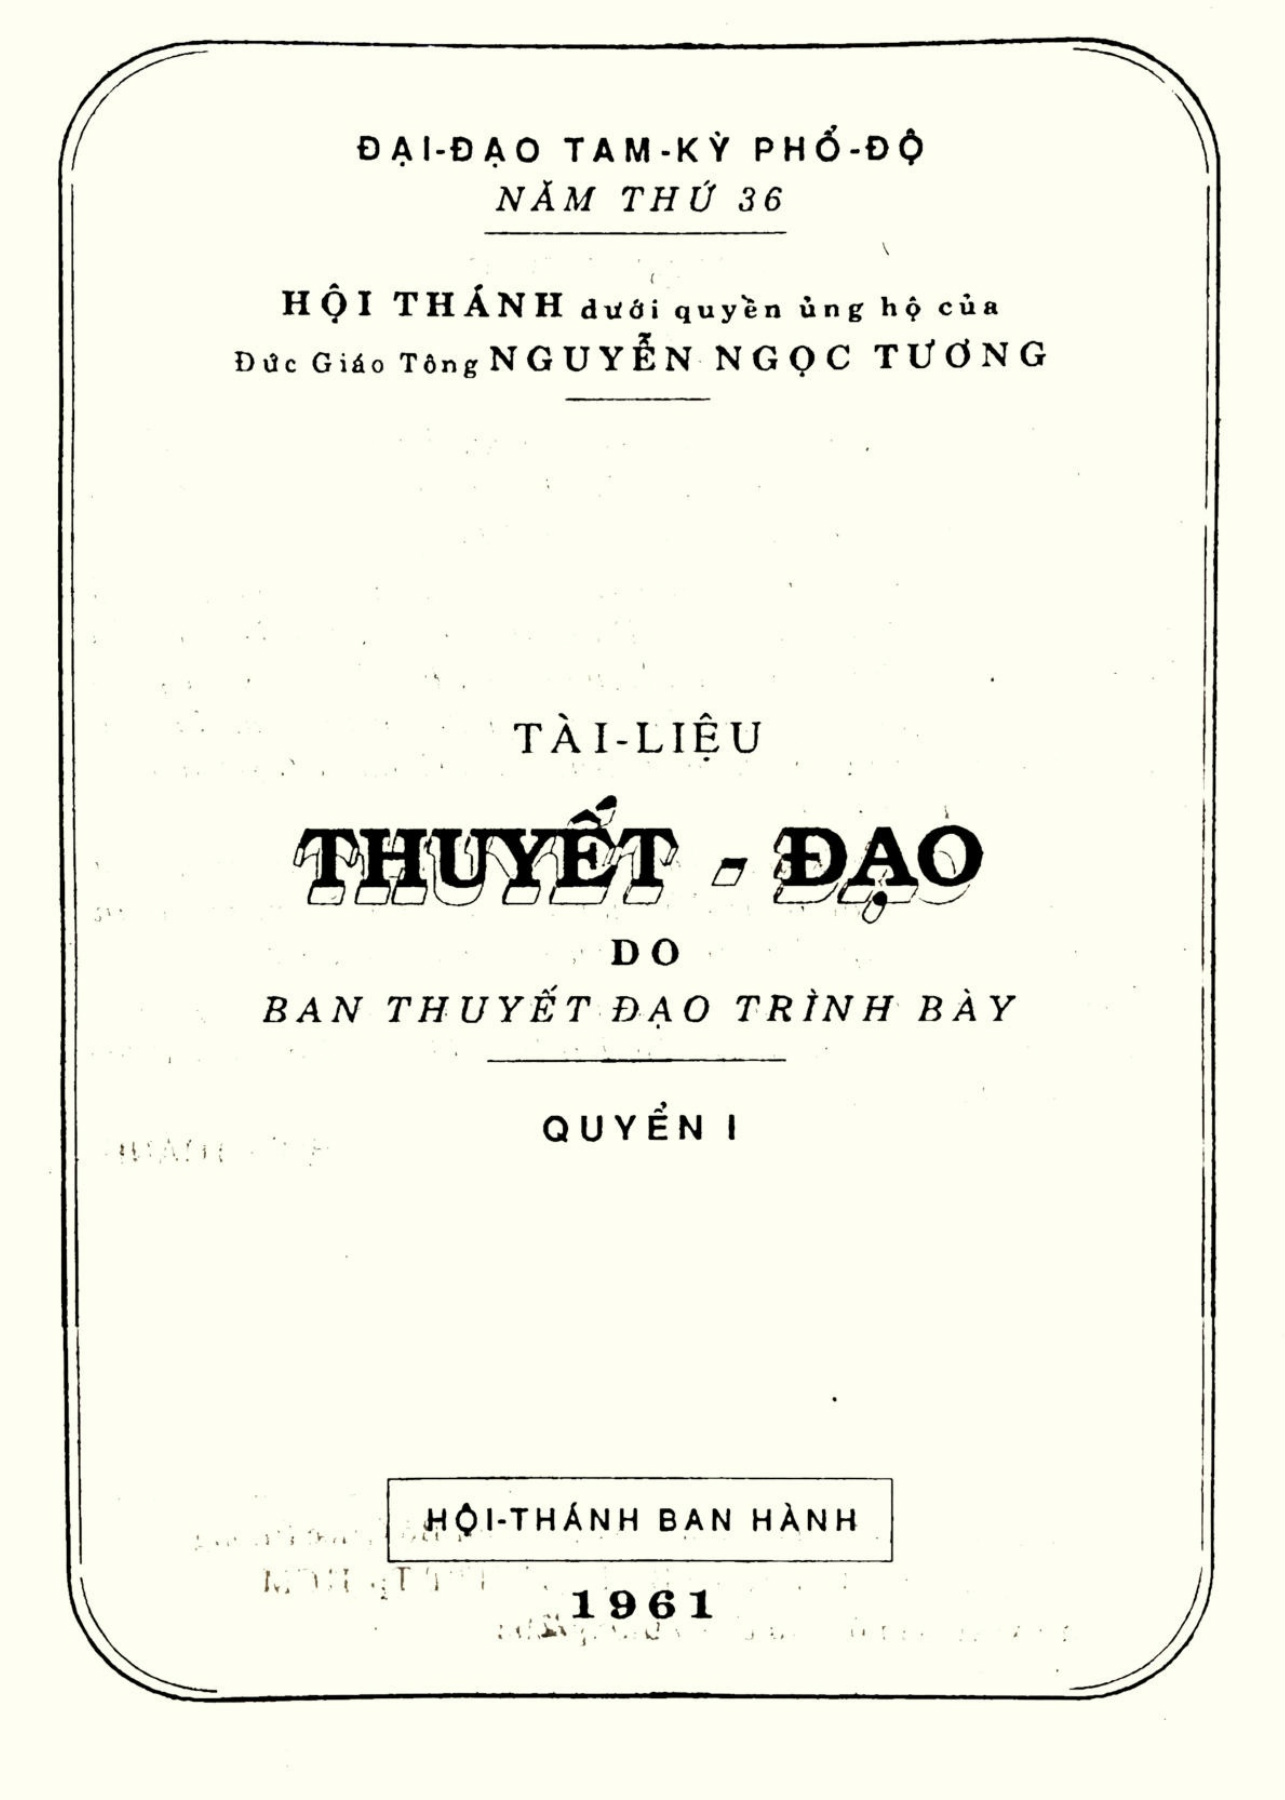 ĐẠI-ĐẠO TAM-KỲ PHỔ-ĐỘ
NĂM THỨ 36
HỘI THÁNH dưới quyền ủng hộ của
Đức Giáo Tông NGUYỄN NGỌC TƯƠNG
TÀI-LIỆU
THUYẾT - ĐẠO
DO
BAN THUYẾT ĐẠO TRÌNH BÀY
QUYỂN I
HỘI-THÁNH BAN HÀNH
1961